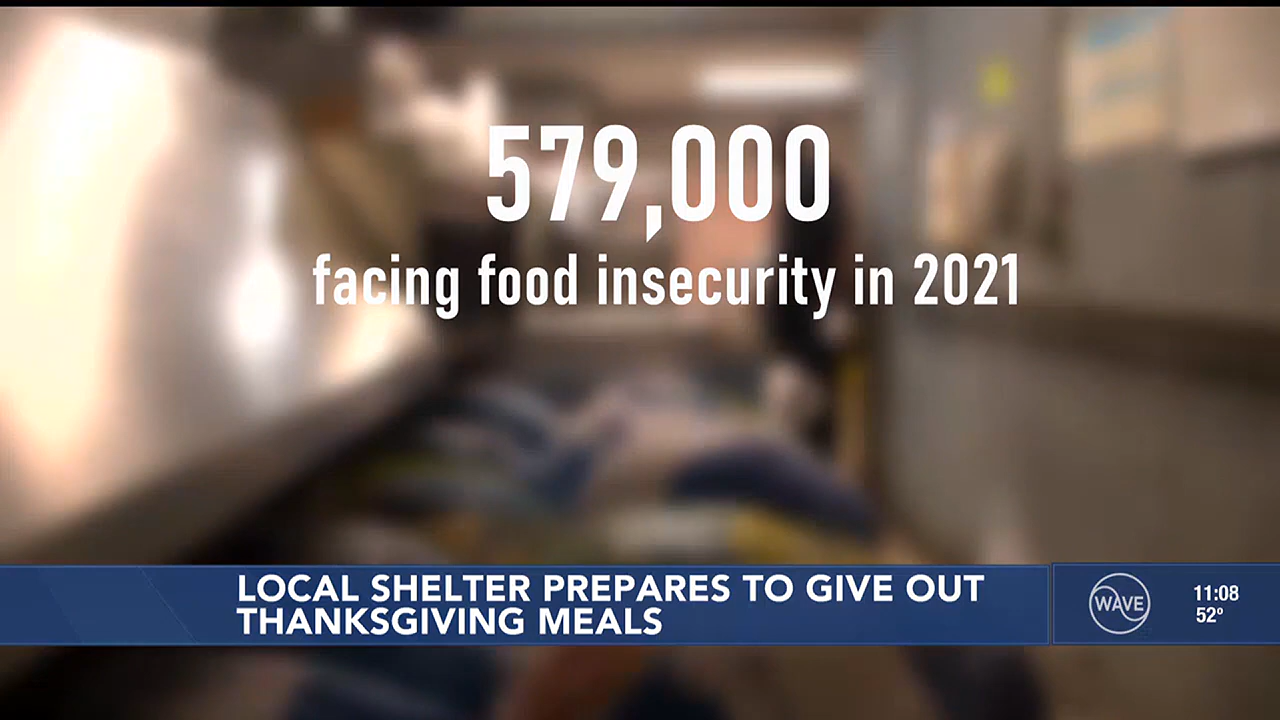 579,000
facing food insecurity in 2021
LOCAL SHELTER PREPARES TO GIVE OUT
THANKSGIVING MEALS
WAVE
11:08
52°